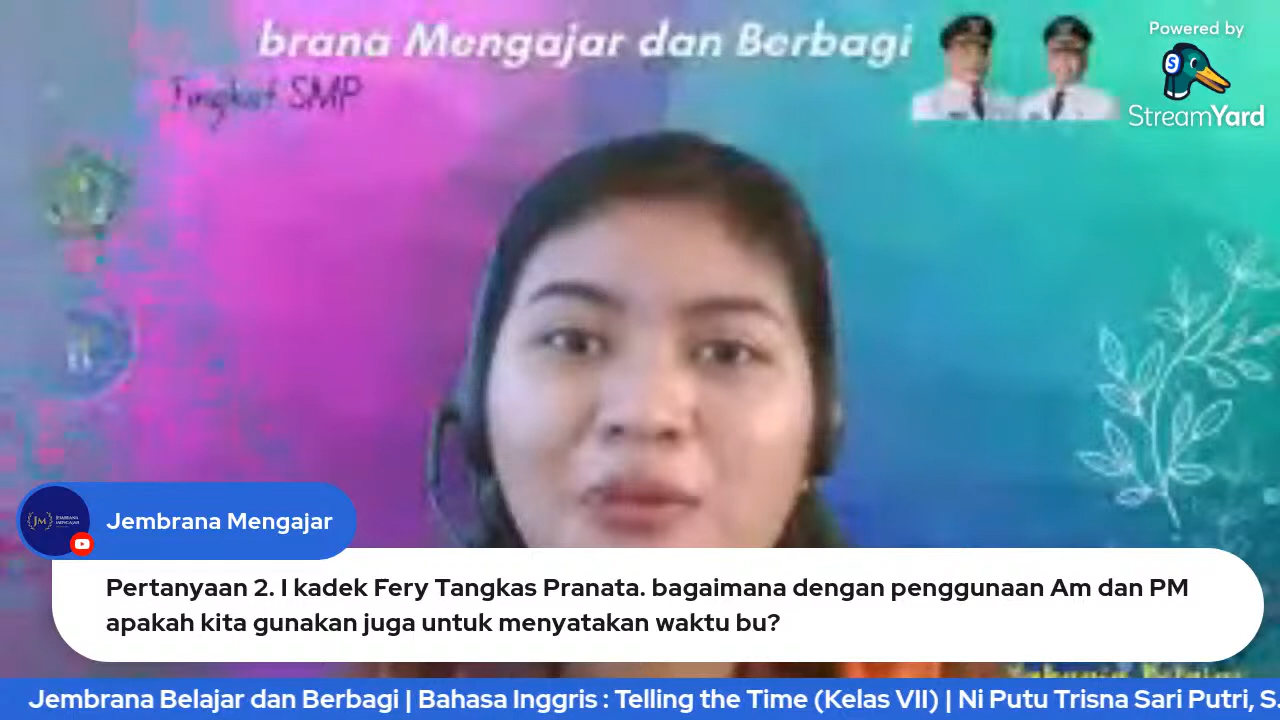 brana Mengajar dan Berbagi
Tingkat SMP
Powered by
StreamYard
Jembrana Mengajar
Pertanyaan 2. I kadek Fery Tangkas Pranata. bagaimana dengan penggunaan Am dan PM
apakah kita gunakan juga untuk menyatakan waktu bu?
Jembrana Belajar dan Berbagi | Bahasa Inggris : Telling the Time (Kelas VII) | Ni Putu Trisna Sari Putri, S.